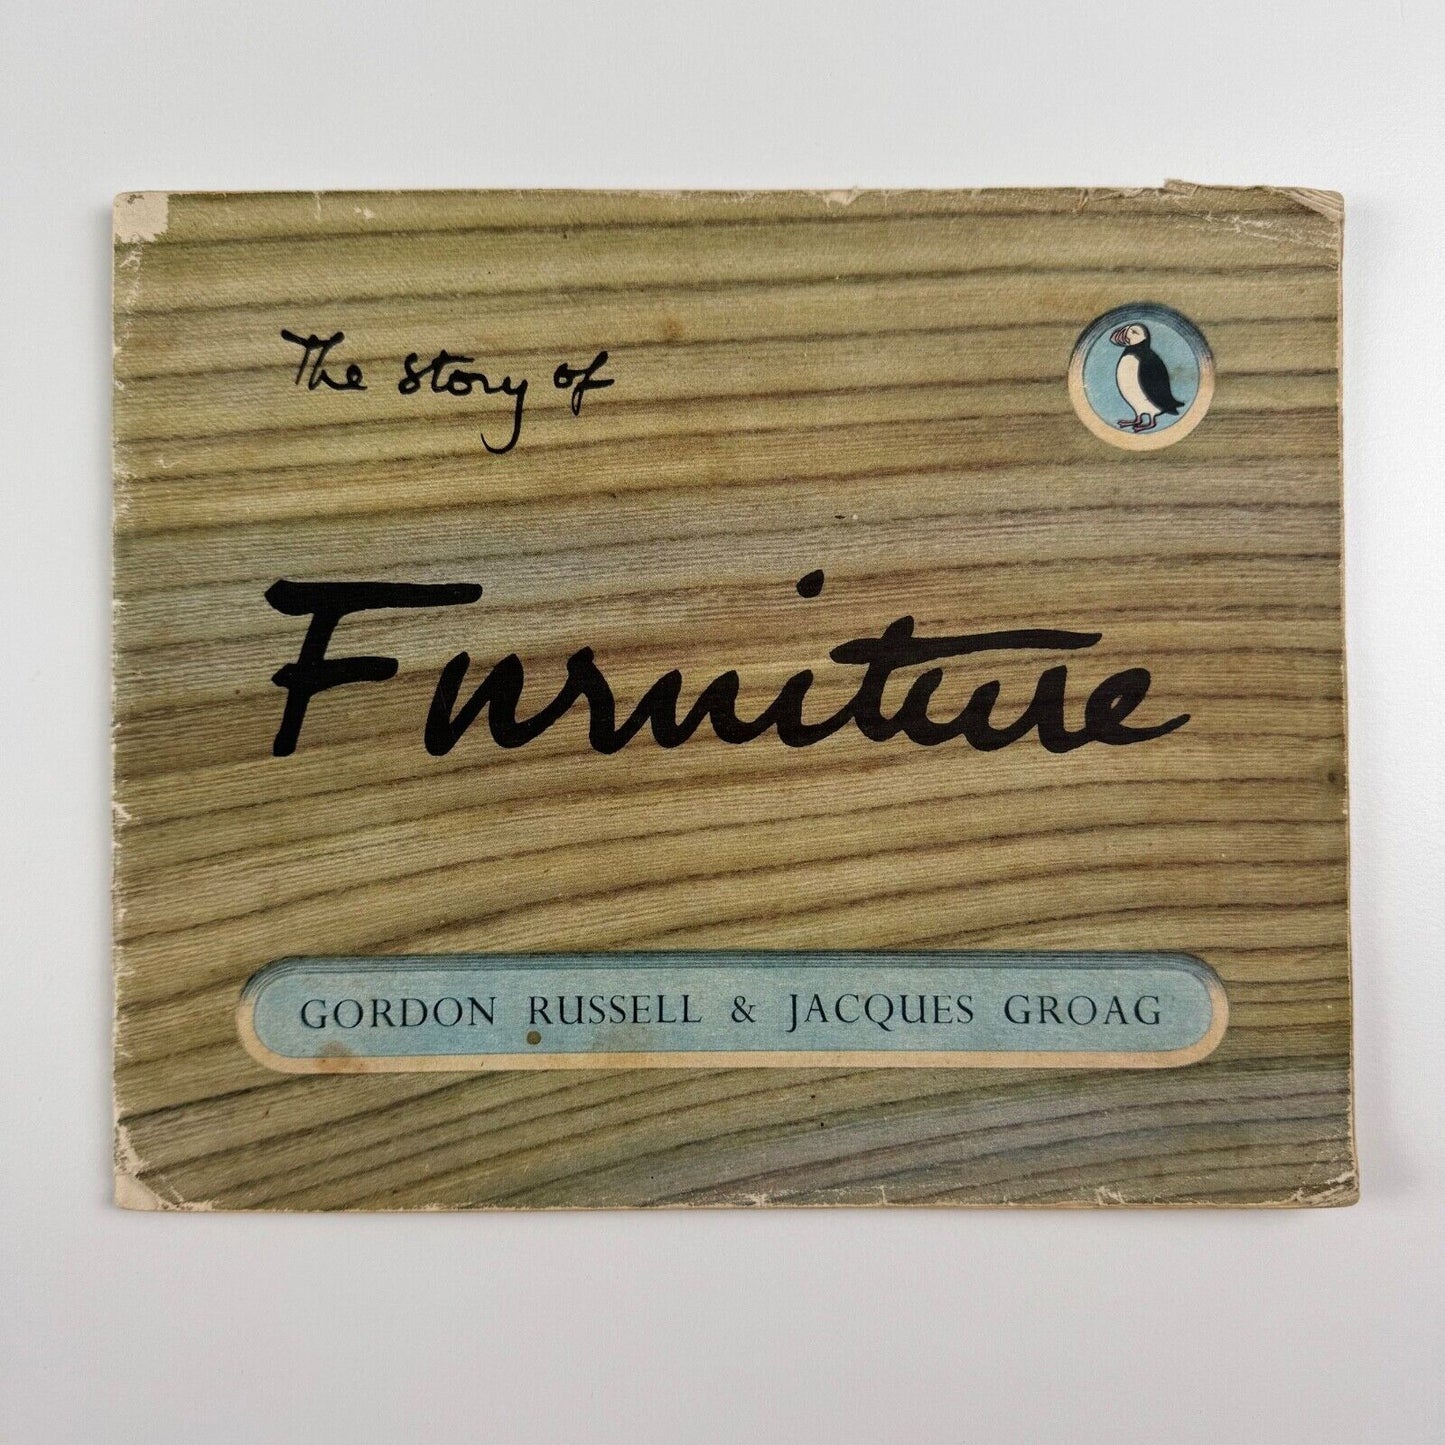 The story of
Furniture
GORDON RUSSELL & JACQUES GROAG